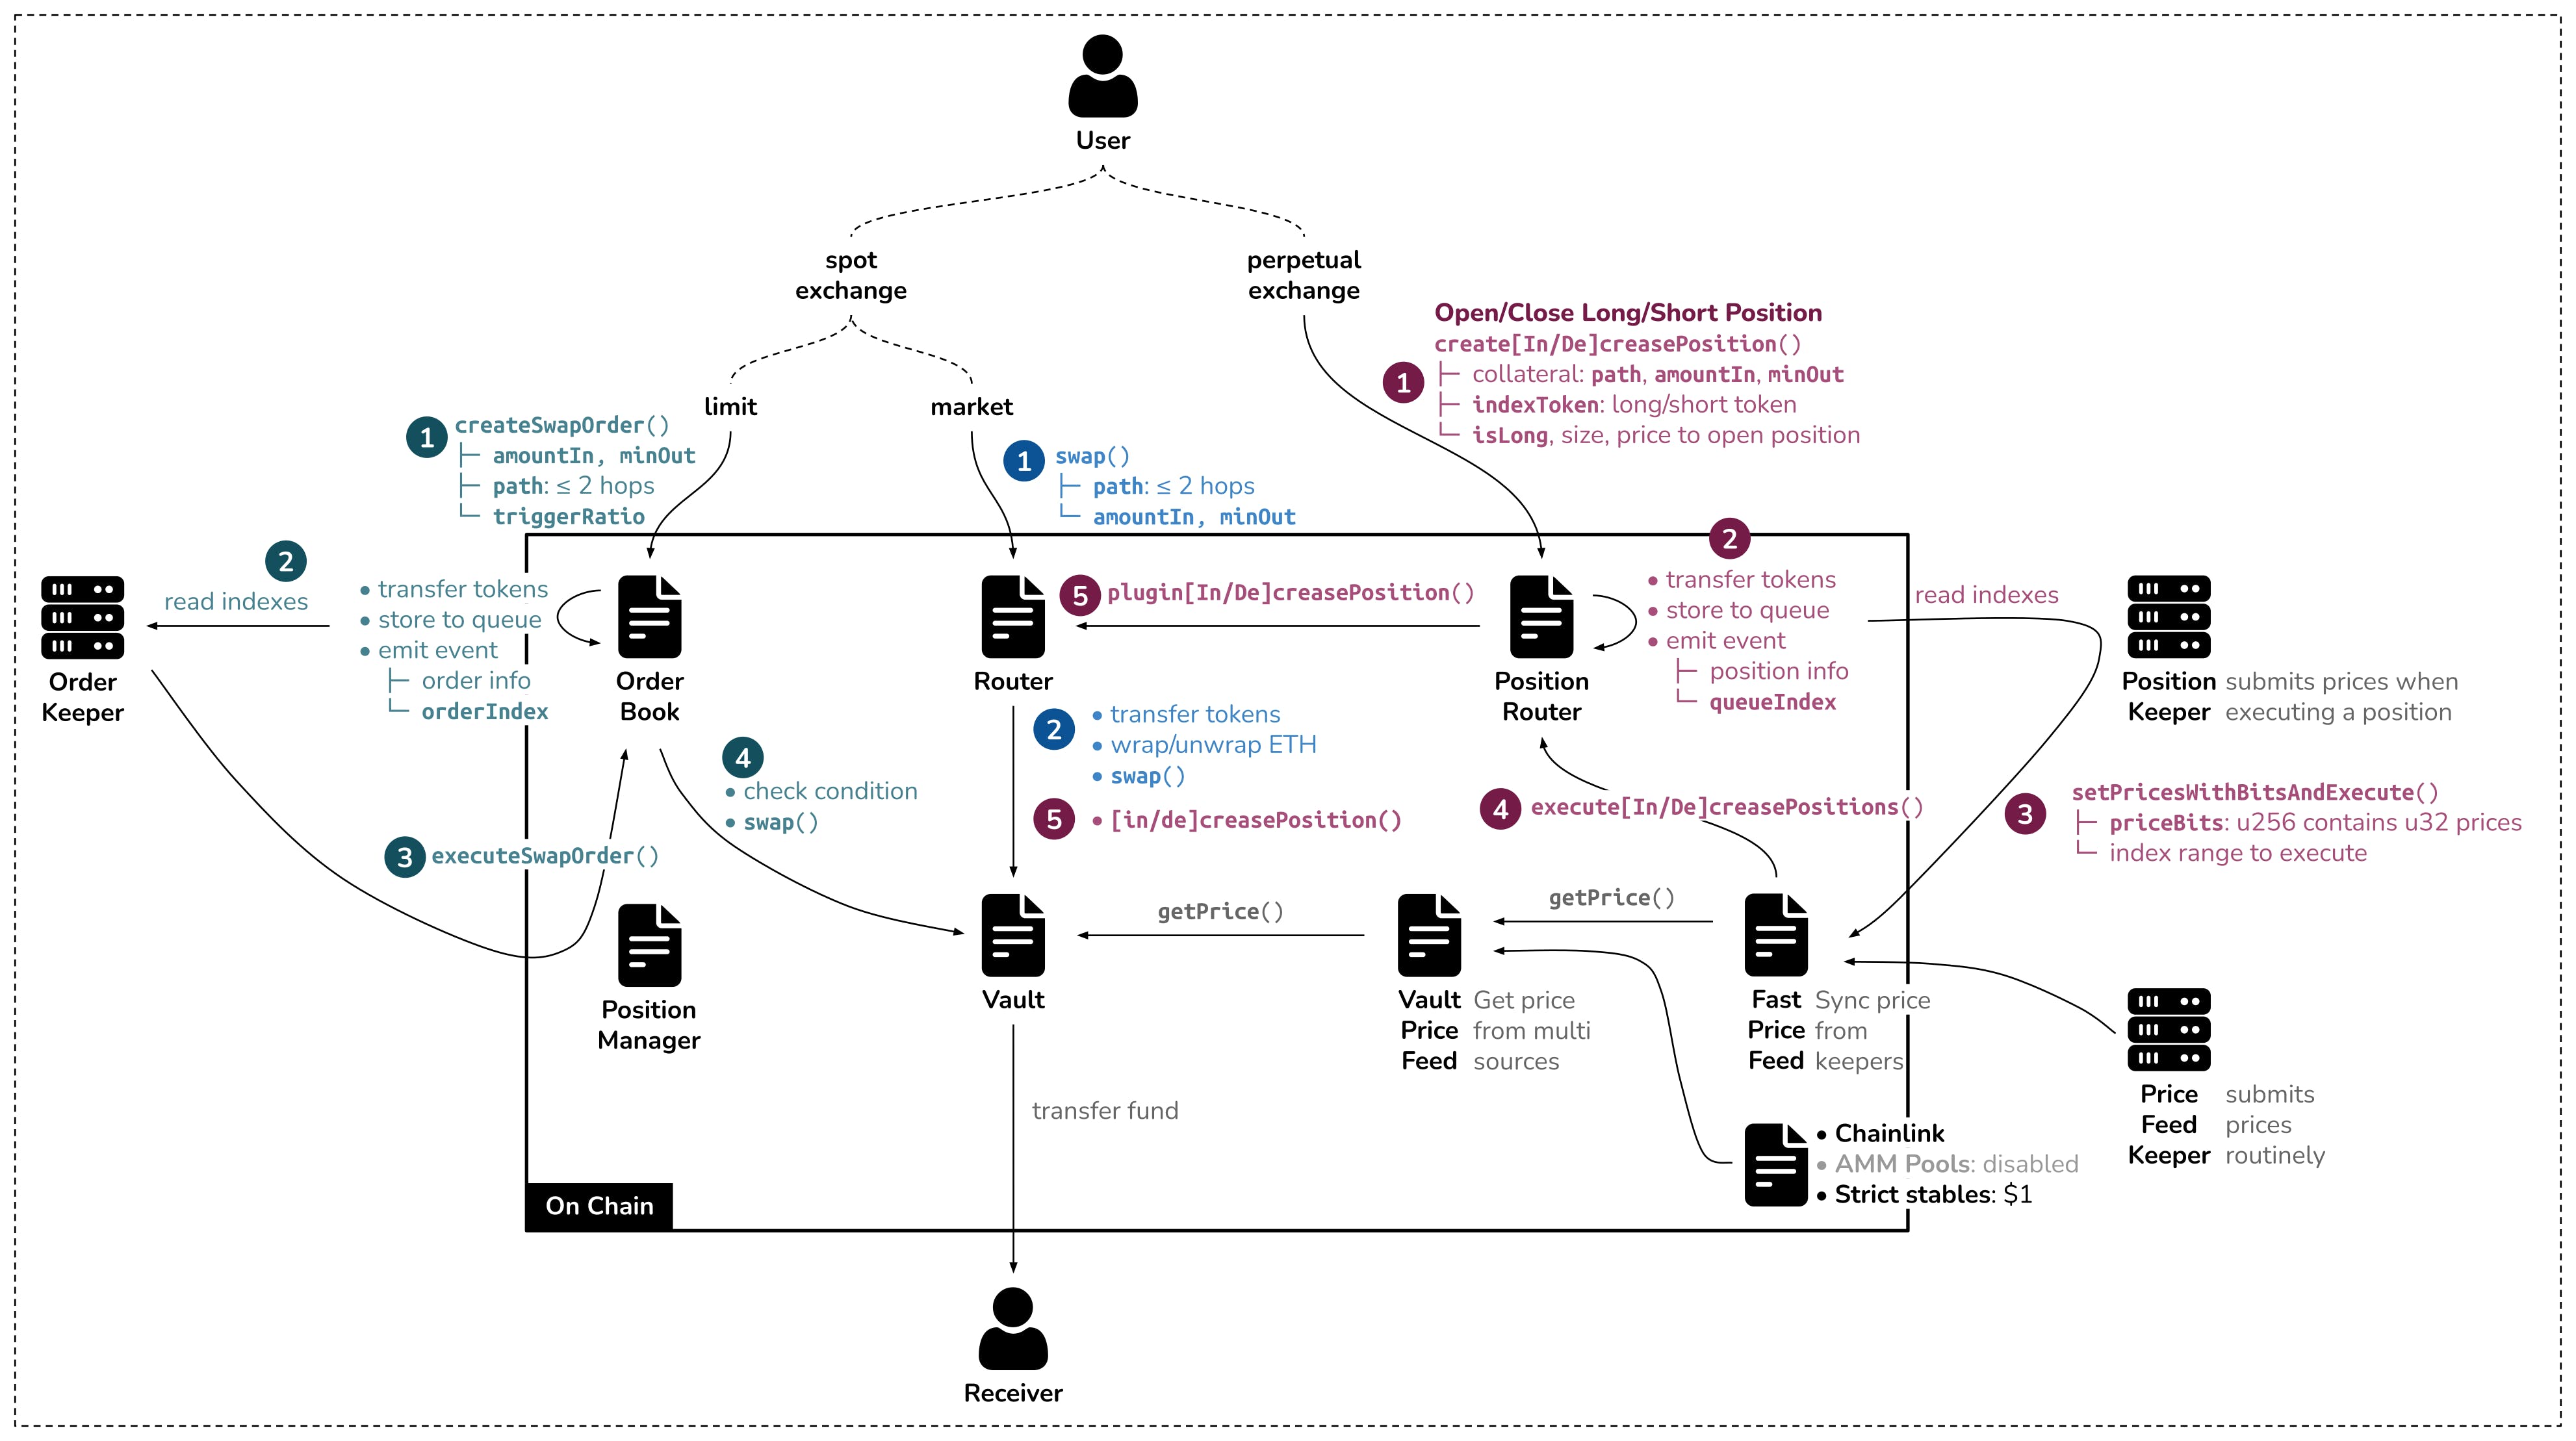 User
spot
exchange
perpetual
exchange
limit
market
1
createSwapOrder()
amountIn, minOut
path: ≤ 2 hops
triggerRatio
1
swap()
path: ≤ 2 hops
amountIn, minOut
Open/Close Long/Short Position
1
create[In/De]creasePosition()
collateral: path, amountIn, minOut
indexToken: long/short token
isLong, size, price to open position
2
read indexes
Order
Keeper
• transfer tokens
• store to queue
• emit event
order info
orderIndex
Order
Book
Router
5 plugin[In/De]creasePosition()
Position
Router
2
• transfer tokens
• store to queue
• emit event
position info
queueIndex
read indexes
Position
Keeper
submits prices when
executing a position
2
• transfer tokens
• wrap/unwrap ETH
• swap()
5 • [in/de]creasePosition()
4
• check condition
• swap()
3 executeSwapOrder()
4 execute[In/De]creasePositions()
3
setPricesWithBitsAndExecute()
priceBits: u256 contains u32 prices
index range to execute
Position
Manager
Vault
getPrice()
Vault
Price
Feed
Get price
from multi
sources
getPrice()
Fast
Price
Feed
Sync price
from
keepers
Price
Feed
Keeper
submits
prices
routinely
• Chainlink
• AMM Pools: disabled
• Strict stables: $1
transfer fund
On Chain
Receiver